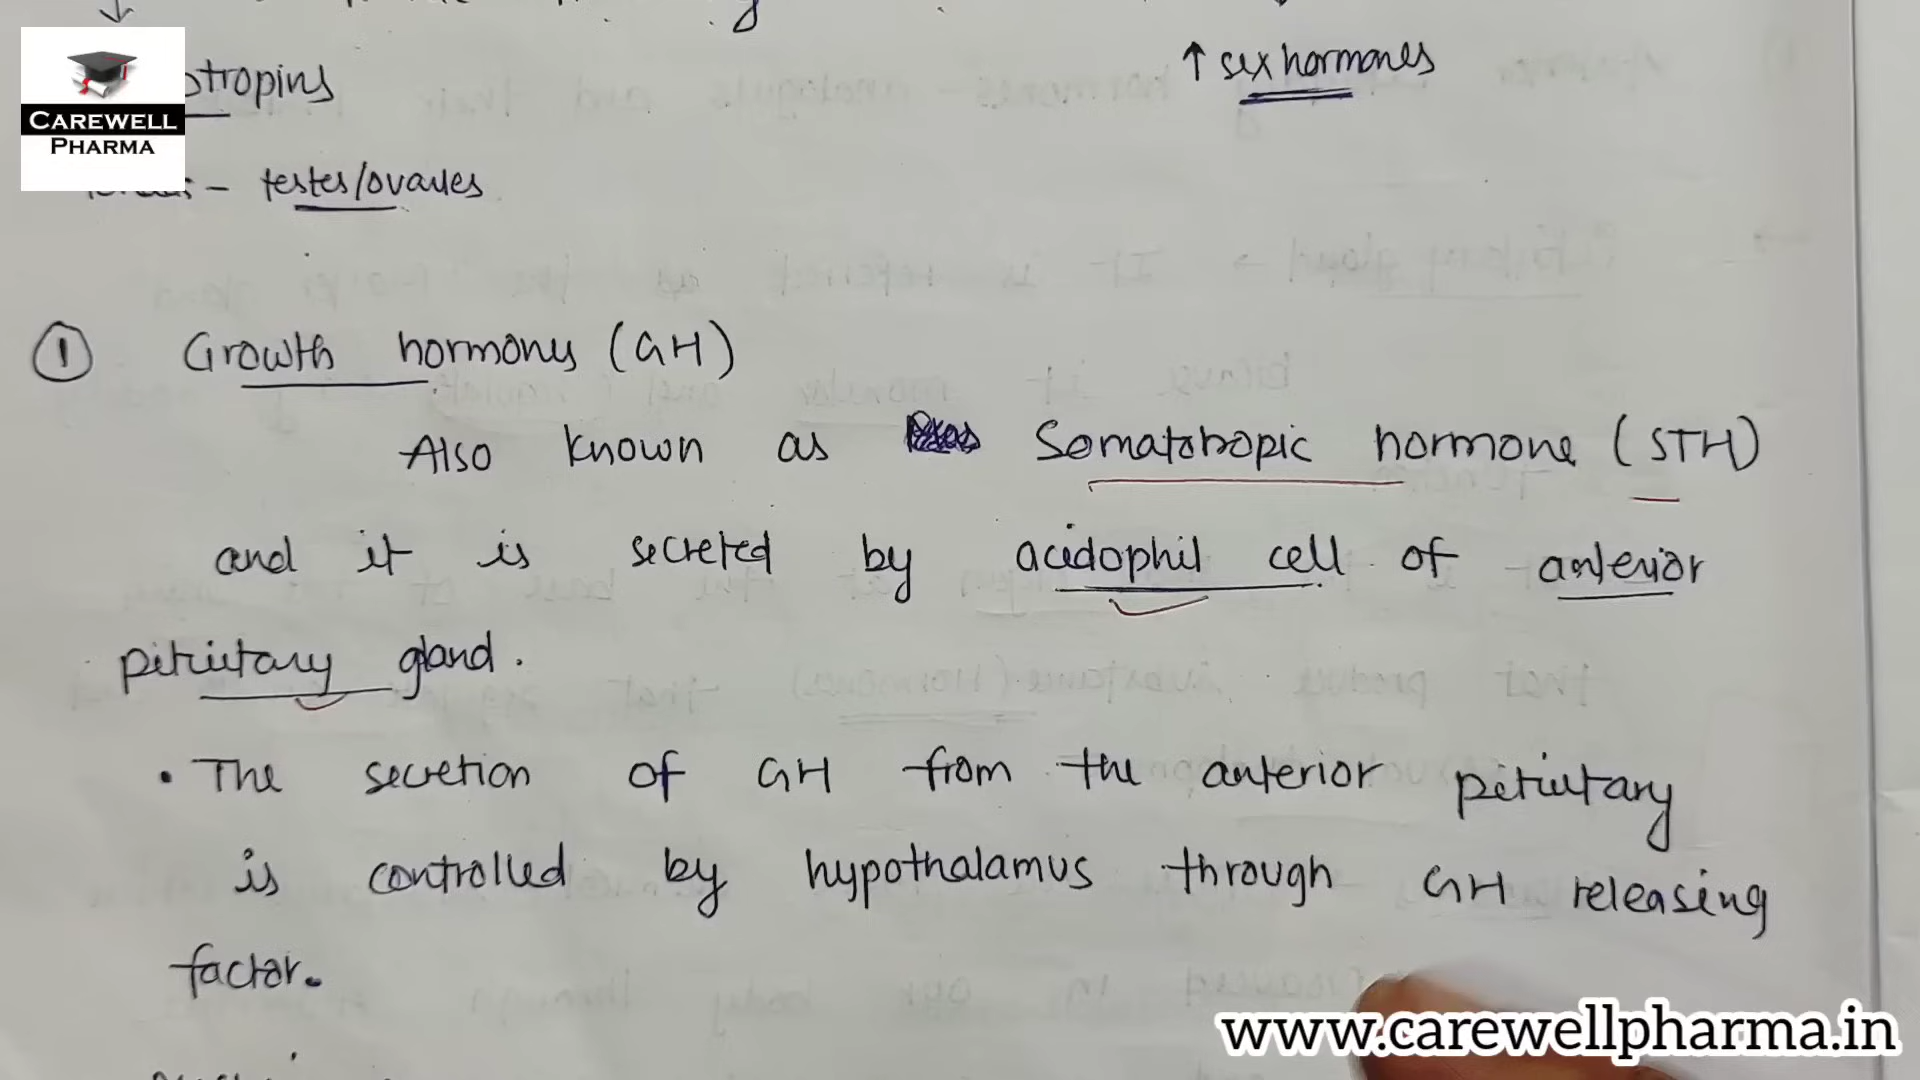 ↑ sex hormones
CAREWELL
PHARMA
testes/ovaries
① Growth hormones (GH)
Also known as Somatotropic hormone (STH)
and it is secreted by acidophil cell of anterior
pituitary gland.
• The secretion of GH from the anterior pituitary
is controlled by hypothalamus through GH releasing
factor.
www.carewellpharma.in